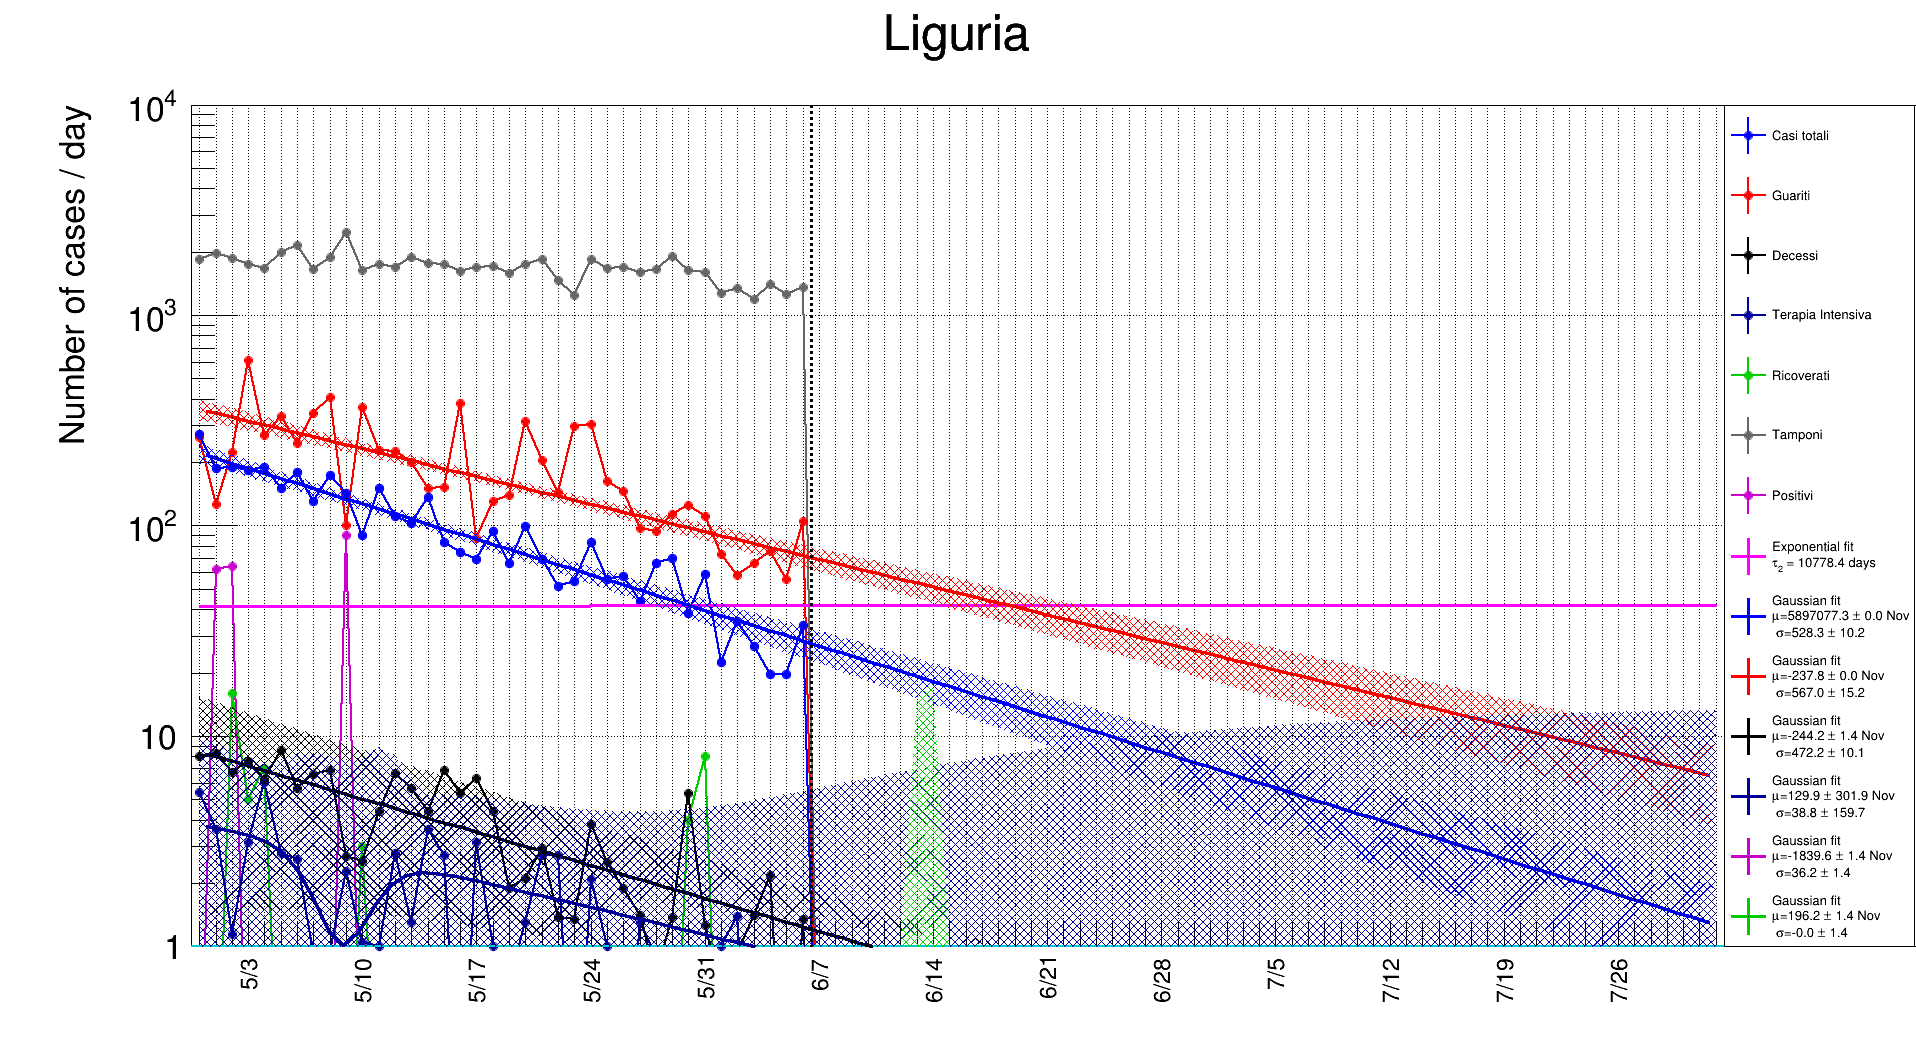 Liguria
Number of cases / day
10^4
10^3
10^2
10
1
5/3
5/10
5/17
5/24
5/31
6/7
6/14
6/21
6/28
7/5
7/12
7/19
7/26
Casi totali
Guariti
Decessi
Terapia Intensiva
Ricoverati
Tamponi
Positivi
Exponential fit
τ_2 = 10778.4 days
Gaussian fit
μ=5897077.3 ± 0.0 Nov
σ=528.3 ± 10.2
Gaussian fit
μ=-237.8 ± 0.0 Nov
σ=567.0 ± 15.2
Gaussian fit
μ=-244.2 ± 1.4 Nov
σ=472.2 ± 10.1
Gaussian fit
μ=129.9 ± 301.9 Nov
σ=38.8 ± 159.7
Gaussian fit
μ=-1839.6 ± 1.4 Nov
σ=36.2 ± 1.4
Gaussian fit
μ=196.2 ± 1.4 Nov
σ=-0.0 ± 1.4